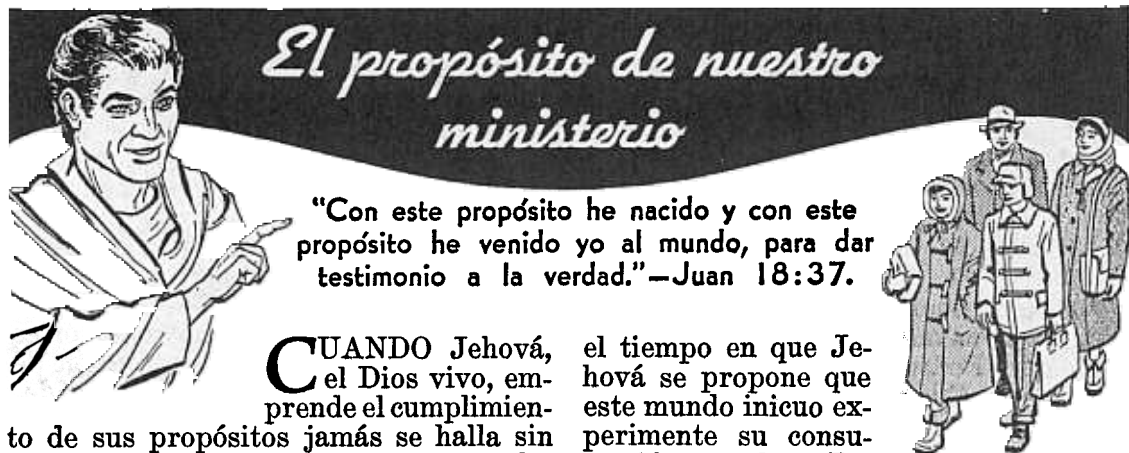 El propósito de nuestro
ministerio
"Con este propósito he nacido y con este
propósito he venido yo al mundo, para dar
testimonio a la verdad."—Juan 18:37.
CUANDO Jehová,
el Dios vivo, em-
prende el cumplimien-
to de sus propósitos jamás se halla sin
el tiempo en que Je-
hová se propone que
este mundo inicuo ex-
perimente su consu-